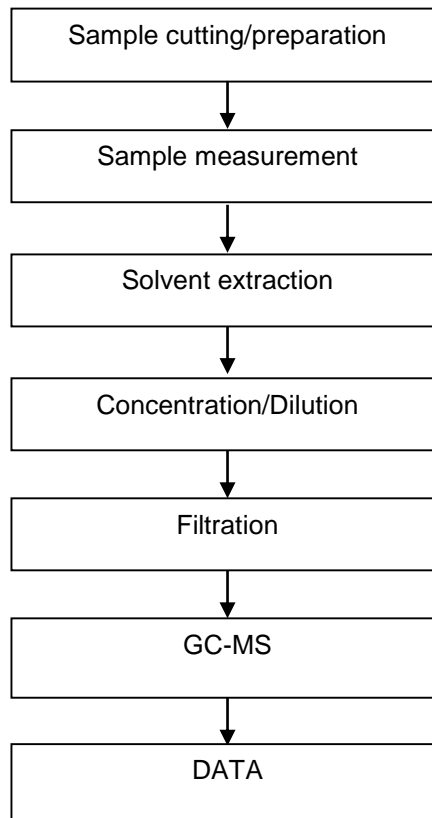 Sample cutting/preparation
Sample measurement
Solvent extraction
Concentration/Dilution
Filtration
GC-MS
DATA